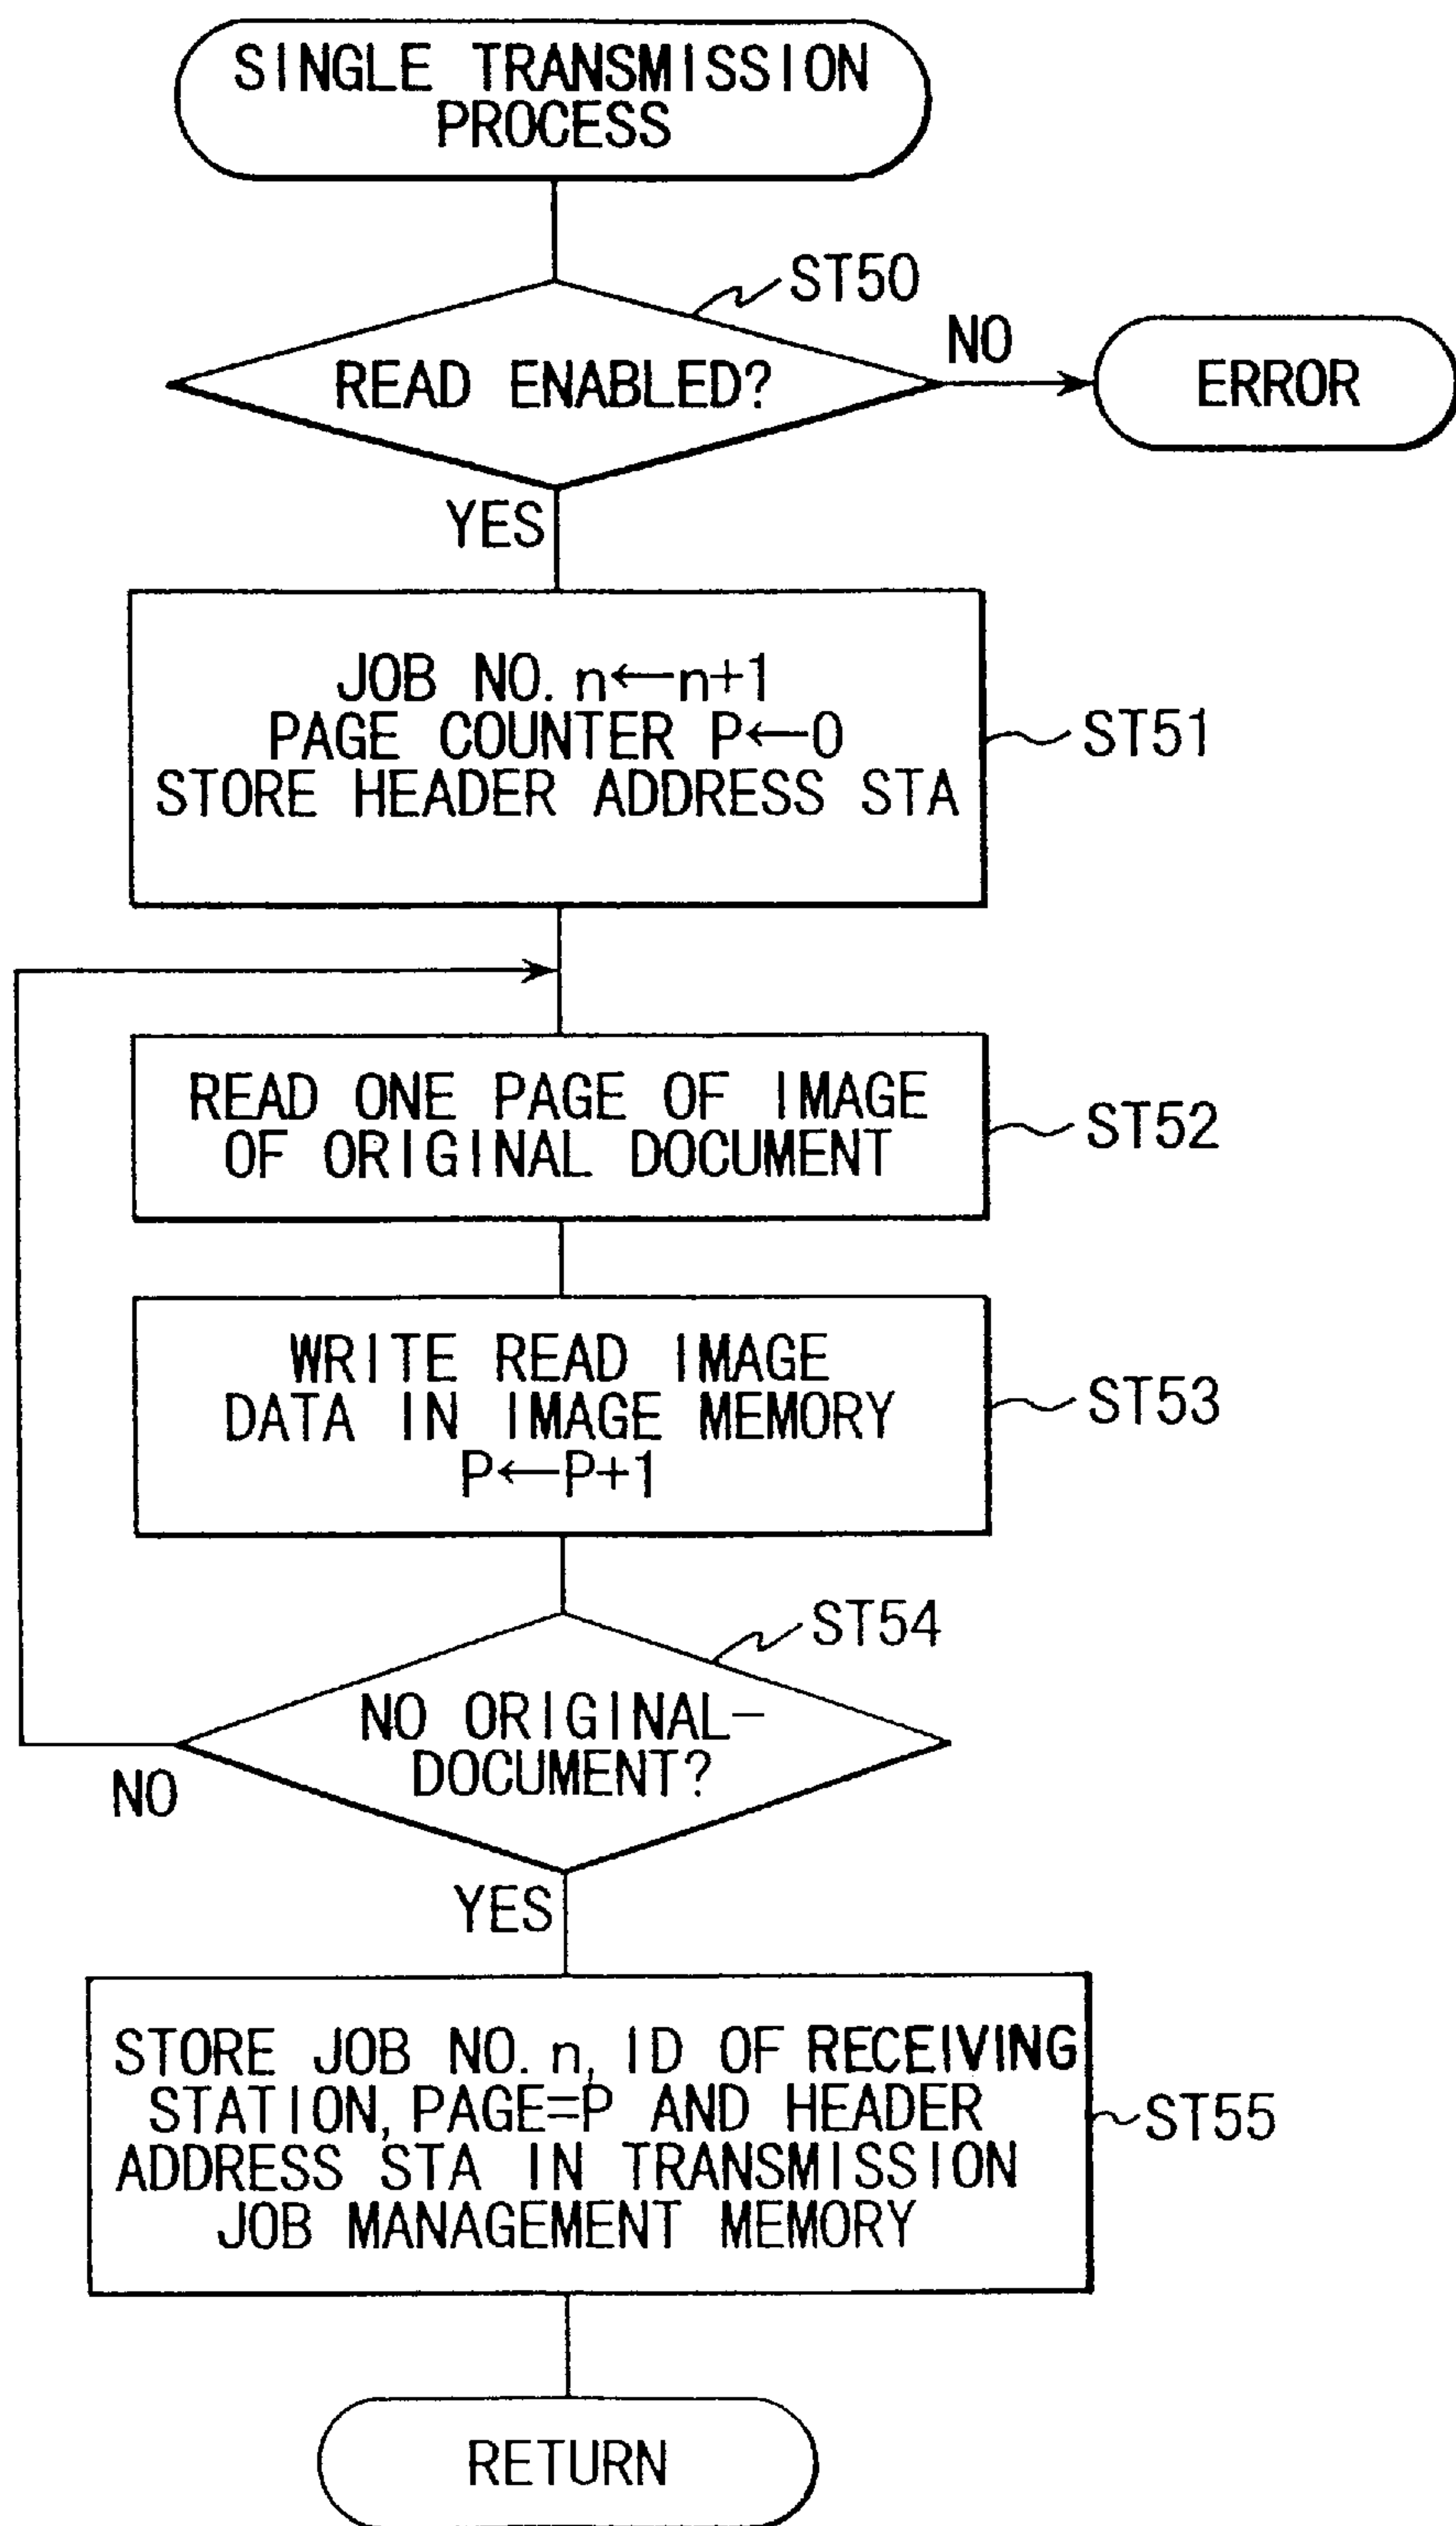 SINGLE TRANSMISSION
PROCESS
ST50
READ ENABLED?
NO
ERROR
YES
JOB NO. n←n+1
PAGE COUNTER P←0
STORE HEADER ADDRESS STA
ST51
READ ONE PAGE OF IMAGE
OF ORIGINAL DOCUMENT
ST52
WRITE READ IMAGE
DATA IN IMAGE MEMORY
P←P+1
ST53
ST54
NO ORIGINAL-
DOCUMENT?
NO
YES
STORE JOB NO. n, ID OF RECEIVING
STATION, PAGE=P AND HEADER
ADDRESS STA IN TRANSMISSION
JOB MANAGEMENT MEMORY
ST55
RETURN